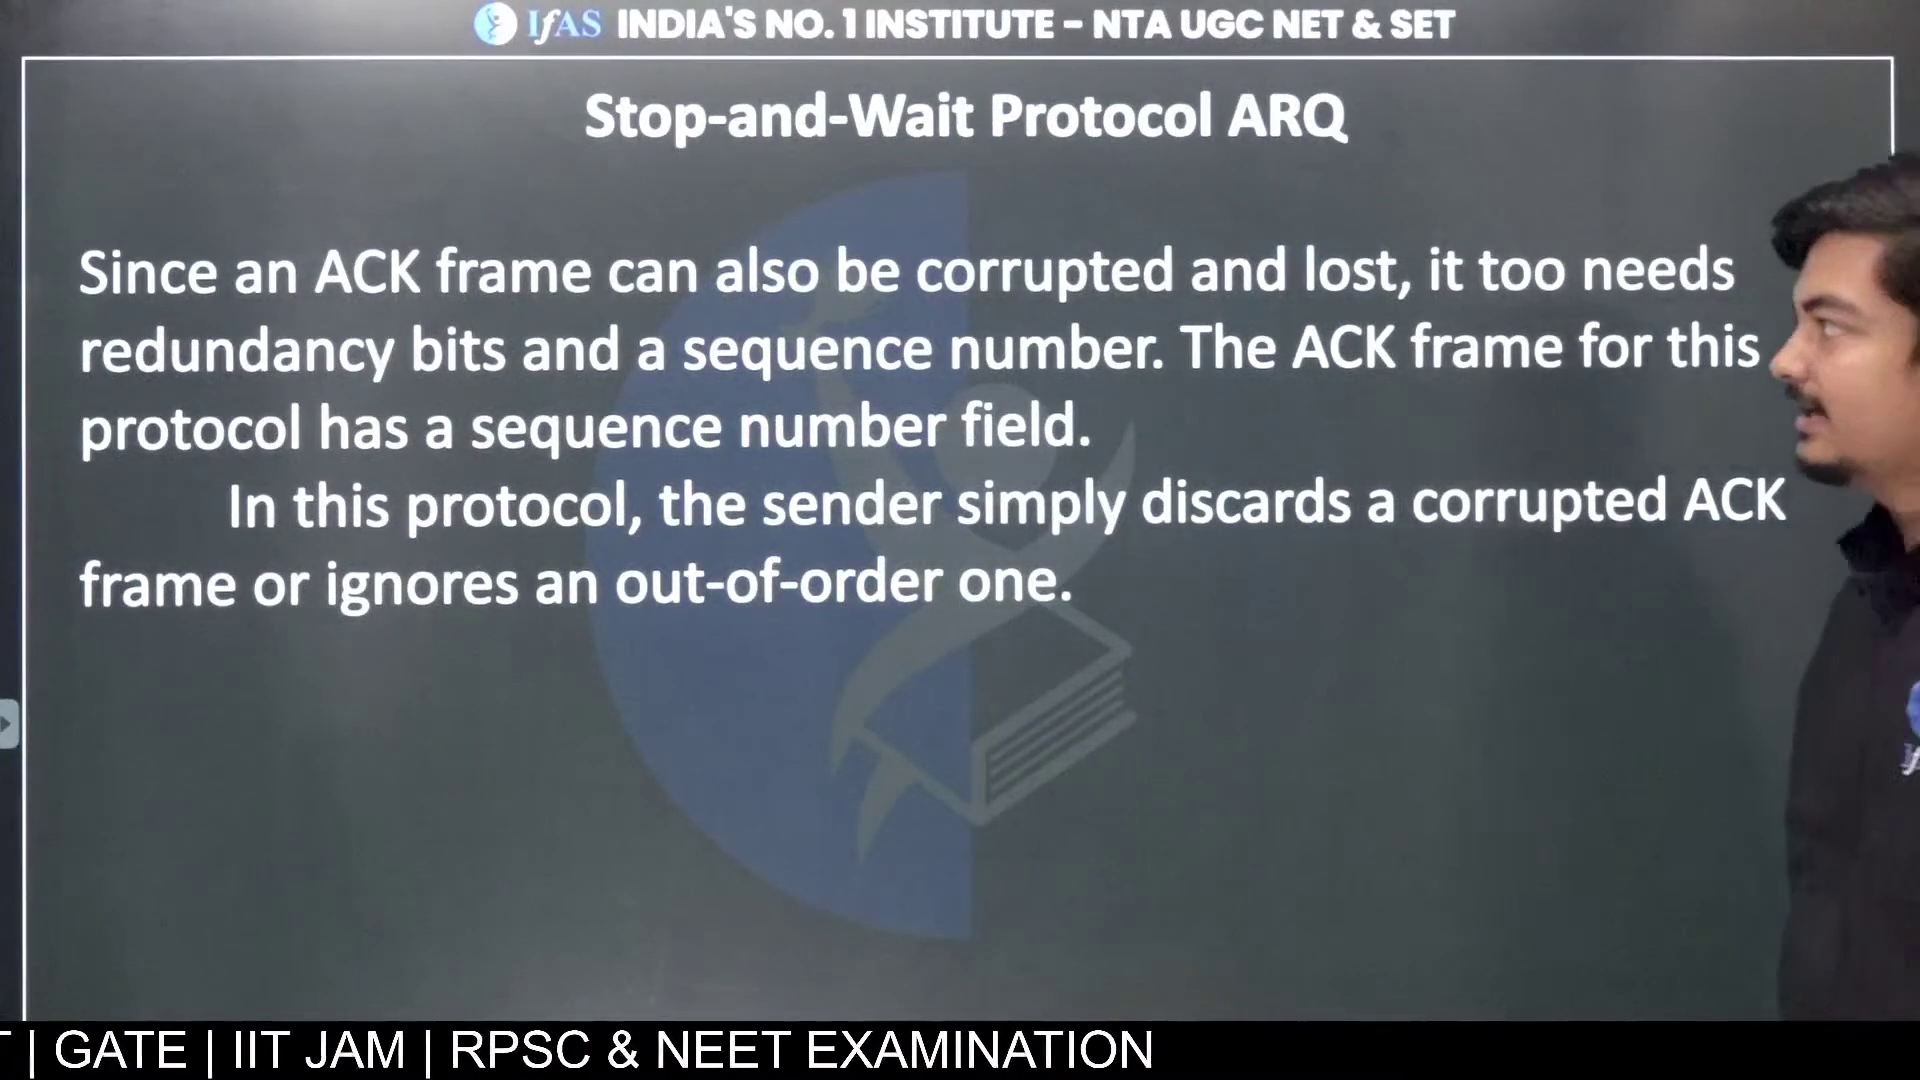 IfAS INDIA'S NO. 1 INSTITUTE – NTA UGC NET & SET
Stop-and-Wait Protocol ARQ
Since an ACK frame can also be corrupted and lost, it too needs
redundancy bits and a sequence number. The ACK frame for this
protocol has a sequence number field.
In this protocol, the sender simply discards a corrupted ACK
frame or ignores an out-of-order one.
| GATE | IIT JAM | RPSC & NEET EXAMINATION